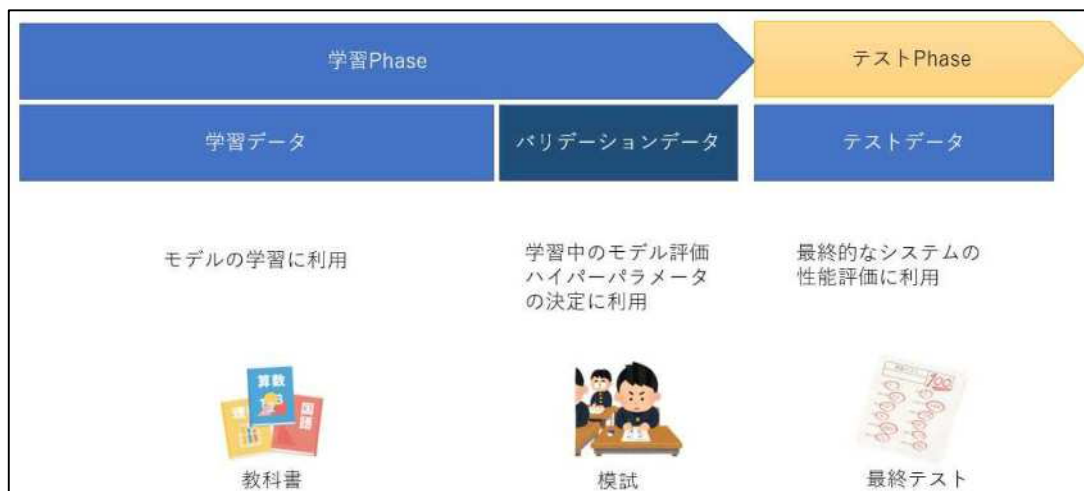 学習Phase
テストPhase
学習データ
バリデーションデータ
テストデータ
モデルの学習に利用
学習中のモデル評価
ハイパーパラメータ
の決定に利用
最終的なシステムの
性能評価に利用
算数
国語
100
教科書
模試
最終テスト